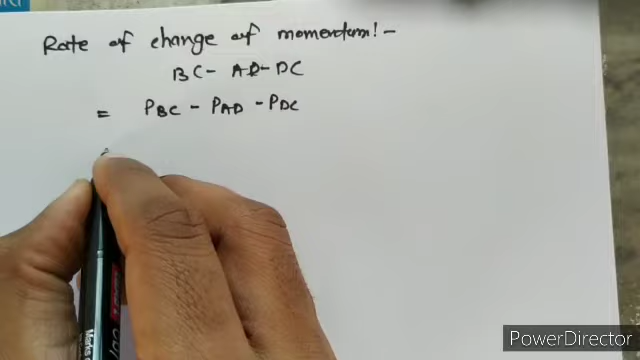 Rate of change of momentum:-
BC - AD - DC
= PBC - PAD - PDC
PowerDirector